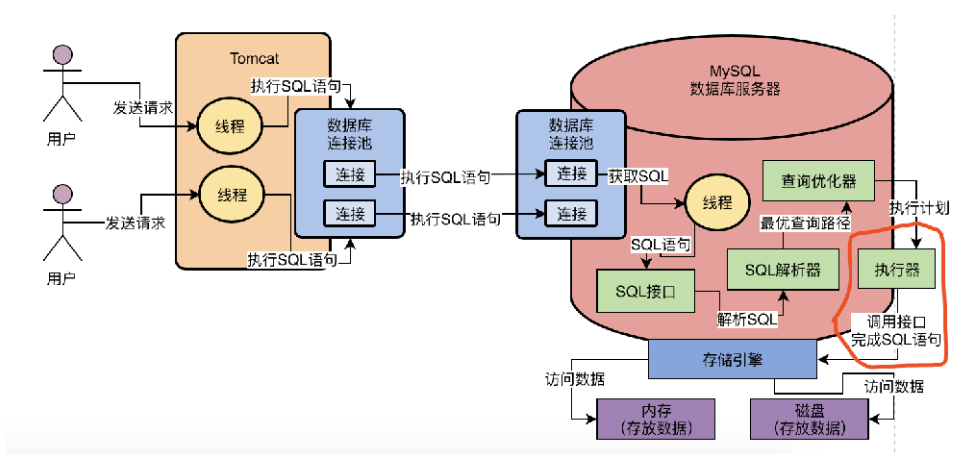 Tomcat
执行SQL语句
发送请求
线程
用户
数据库
连接池
连接
连接
线程
发送请求
用户
执行SQL语句
执行SQL语句
执行SQL语句
MySQL
数据库服务器
数据库
连接池
连接
连接
获取SQL
线程
SQL语句
SQL接口
解析SQL
SQL解析器
最优查询路径
查询优化器
执行计划
执行器
调用接口
完成SQL语句
存储引擎
访问数据
访问数据
内存
（存放数据）
磁盘
（存放数据）